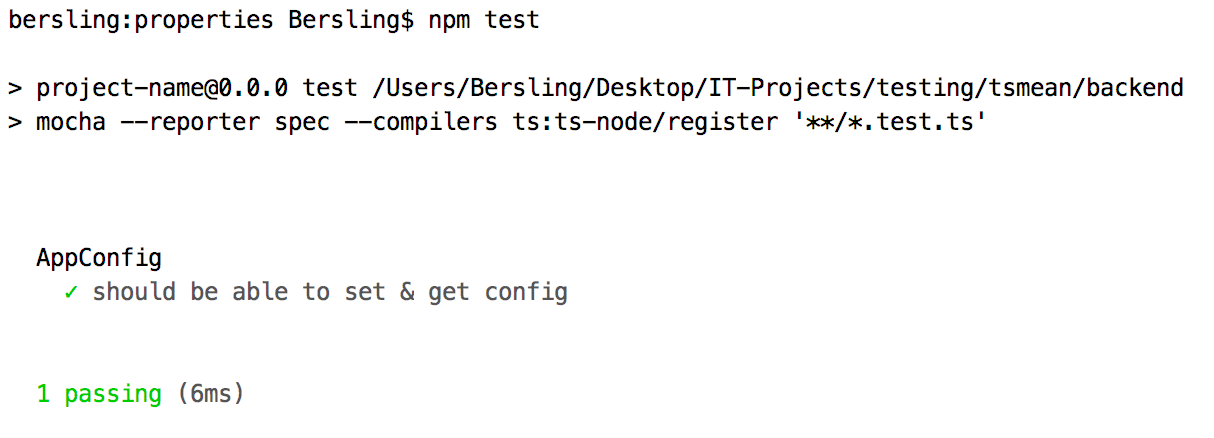 bersling:properties Bersling$ npm test
> project-name@0.0.0 test /Users/Bersling/Desktop/IT-Projects/testing/tsmean/backend
> mocha --reporter spec --compilers ts:ts-node/register '**/*.test.ts'
AppConfig
✓ should be able to set & get config
1 passing (6ms)